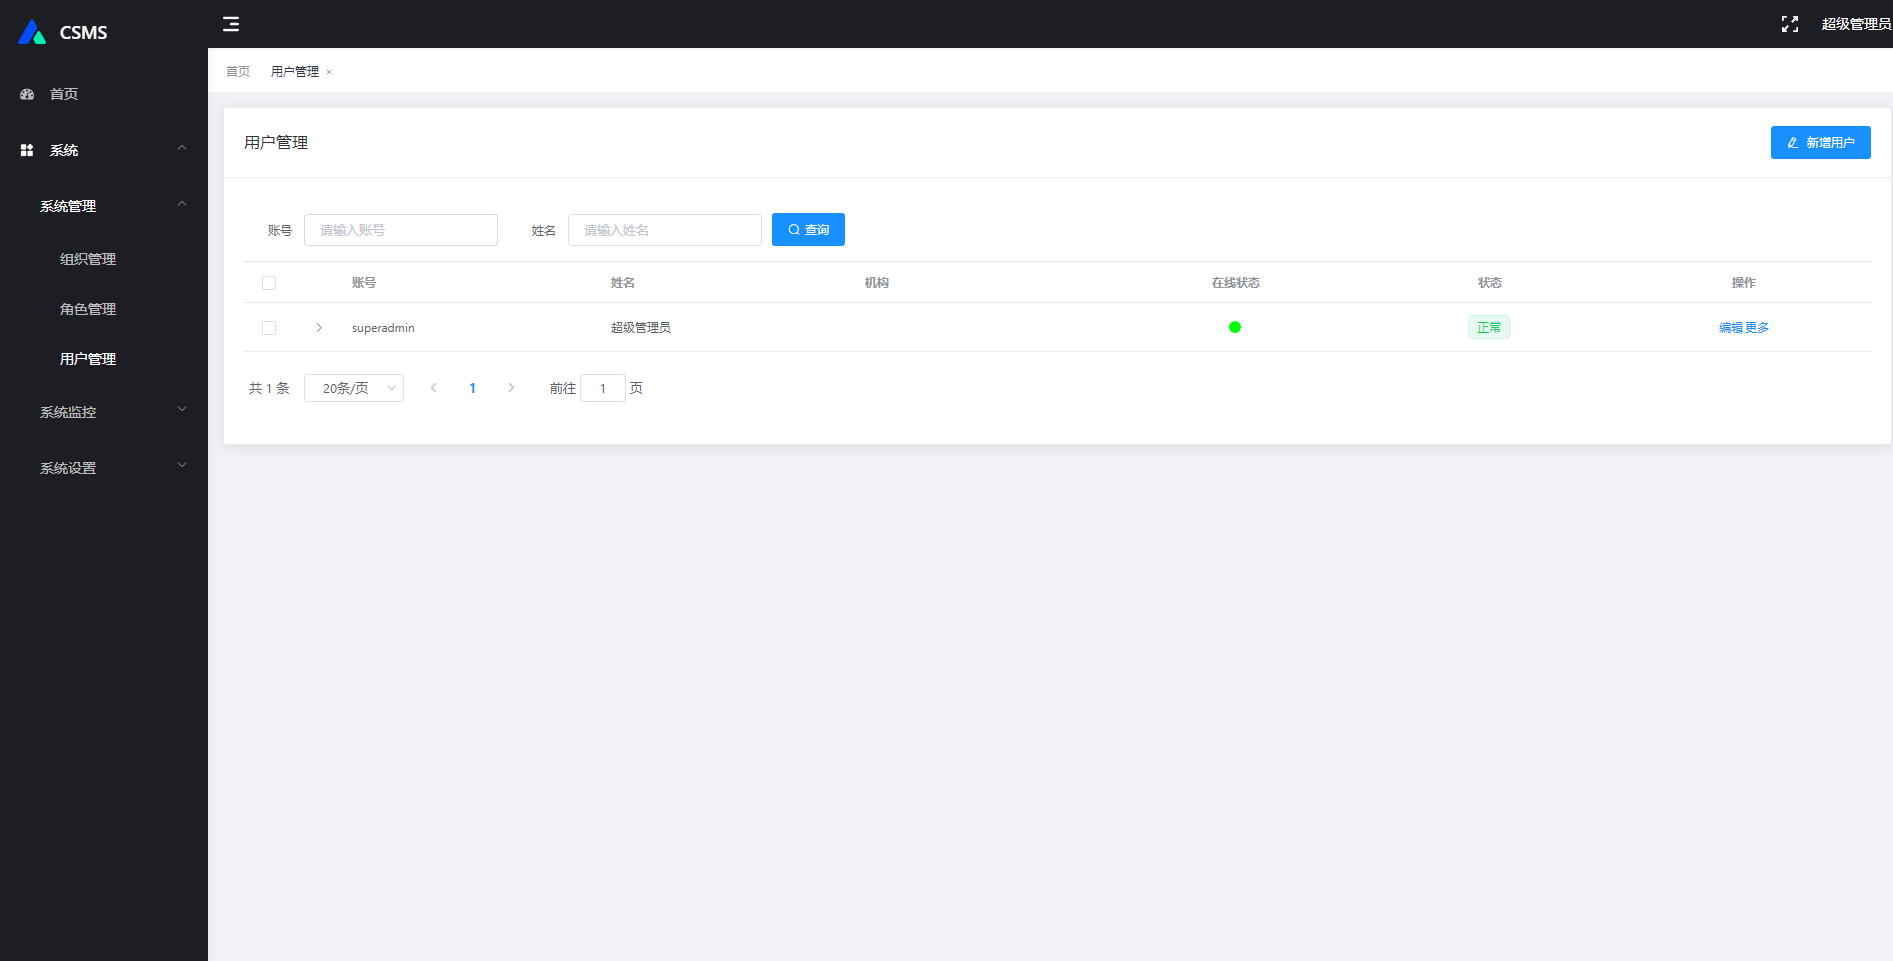 CSMS
超级管理员
首页
系统
系统管理
组织管理
角色管理
用户管理
系统监控
系统设置
首页 用户管理 ×
用户管理
新增用户
账号 请输入账号 姓名 请输入姓名 查询
账号 姓名 机构 在线状态 状态 操作
superadmin 超级管理员 正常 编辑 更多
共 1 条 20条/页 1 前往 1 页